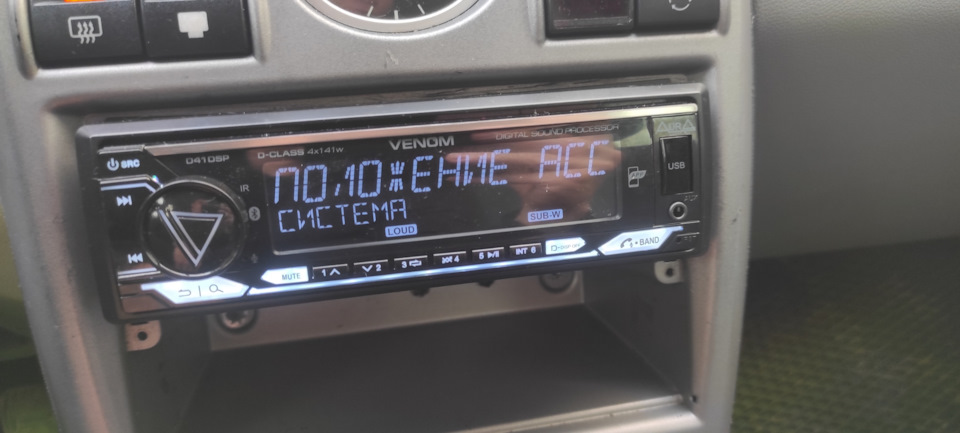 VENOM
DIGITAL SOUND PROCESSOR
SRC
D41DSP
D-CLASS 4x141w
IR
ПОЛОЖЕНИЕ ACC
USB
СИСТЕМА
LOUD
SUB-W
MUTE
1
2
3
4
5
INT 6
BAND